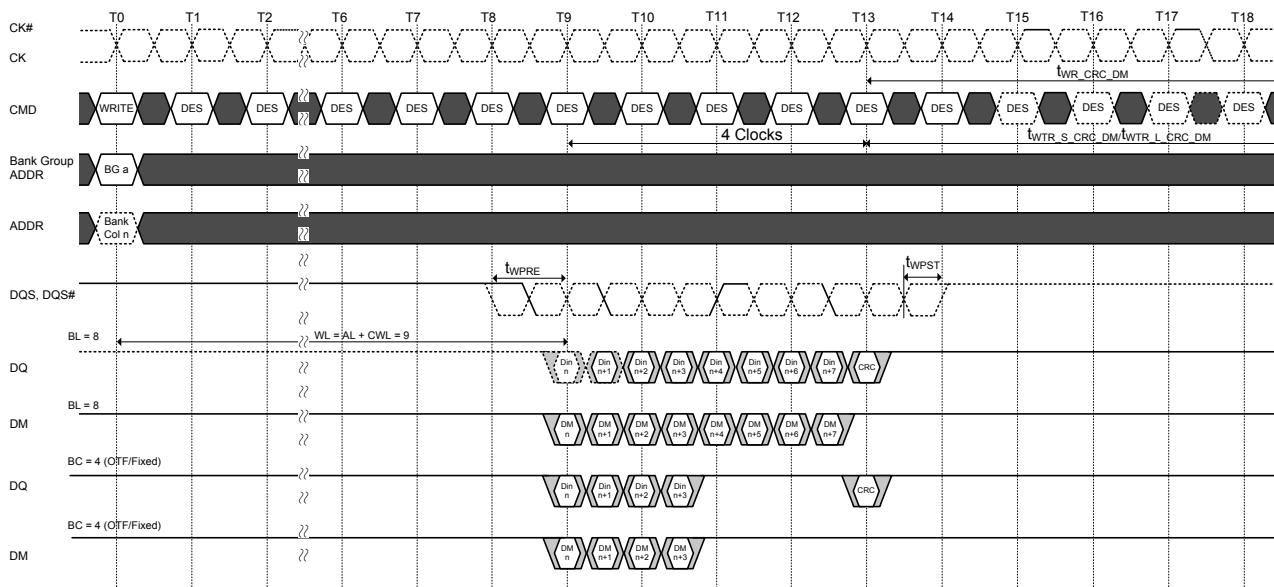 T0 T1 T2 T6 T7 T8 T9 T10 T11 T12 T13 T14 T15 T16 T17 T18
CK#
CK
tWR_CRC_DM
CMD
WRITE DES DES DES DES DES DES DES DES DES DES DES DES DES DES DES
4 Clocks
tWTR_S_CRC_DM/tWTR_L_CRC_DM
Bank Group
ADDR
BG a
ADDR
Bank
Col n
tWPRE
tWPST
DQS, DQS#
BL = 8
WL = AL + CWL = 9
DQ
Din n
Din n+1
Din n+2
Din n+3
Din n+4
Din n+5
Din n+6
Din n+7
CRC
BL = 8
DM
DM n
DM n+1
DM n+2
DM n+3
DM n+4
DM n+5
DM n+6
DM n+7
BC = 4 (OTF/Fixed)
DQ
Din n
Din n+1
Din n+2
Din n+3
CRC
BC = 4 (OTF/Fixed)
DM
DM n
DM n+1
DM n+2
DM n+3